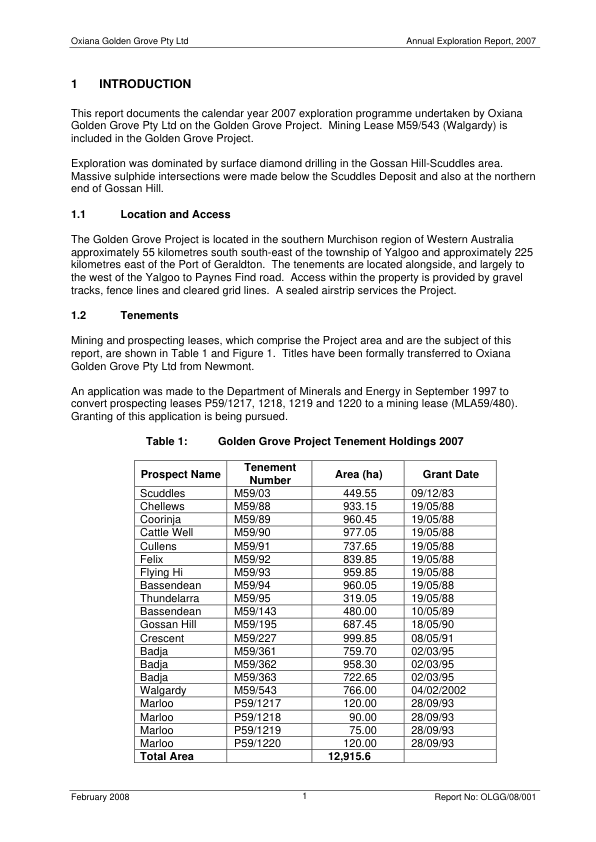 Oxiana Golden Grove Pty Ltd Annual Exploration Report, 2007
1 INTRODUCTION
This report documents the calendar year 2007 exploration programme undertaken by Oxiana
Golden Grove Pty Ltd on the Golden Grove Project. Mining Lease M59/543 (Walgardy) is
included in the Golden Grove Project.
Exploration was dominated by surface diamond drilling in the Gossan Hill-Scuddles area.
Massive sulphide intersections were made below the Scuddles Deposit and also at the northern
end of Gossan Hill.
1.1 Location and Access
The Golden Grove Project is located in the southern Murchison region of Western Australia
approximately 55 kilometres south south-east of the township of Yalgoo and approximately 225
kilometres east of the Port of Geraldton. The tenements are located alongside, and largely to
the west of the Yalgoo to Paynes Find road. Access within the property is provided by gravel
tracks, fence lines and cleared grid lines. A sealed airstrip services the Project.
1.2 Tenements
Mining and prospecting leases, which comprise the Project area and are the subject of this
report, are shown in Table 1 and Figure 1. Titles have been formally transferred to Oxiana
Golden Grove Pty Ltd from Newmont.
An application was made to the Department of Minerals and Energy in September 1997 to
convert prospecting leases P59/1217, 1218, 1219 and 1220 to a mining lease (MLA59/480).
Granting of this application is being pursued.
Table 1: Golden Grove Project Tenement Holdings 2007
Prospect Name Tenement Number Area (ha) Grant Date
Scuddles M59/03 449.55 09/12/83
Chellews M59/88 933.15 19/05/88
Coorinja M59/89 960.45 19/05/88
Cattle Well M59/90 977.05 19/05/88
Cullens M59/91 737.65 19/05/88
Felix M59/92 839.85 19/05/88
Flying Hi M59/93 959.85 19/05/88
Bassendean M59/94 960.05 19/05/88
Thundelarra M59/95 319.05 19/05/88
Bassendean M59/143 480.00 10/05/89
Gossan Hill M59/195 687.45 18/05/90
Crescent M59/227 999.85 08/05/91
Badja M59/361 759.70 02/03/95
Badja M59/362 958.30 02/03/95
Badja M59/363 722.65 02/03/95
Walgardy M59/543 766.00 04/02/2002
Marloo P59/1217 120.00 28/09/93
Marloo P59/1218 90.00 28/09/93
Marloo P59/1219 75.00 28/09/93
Marloo P59/1220 120.00 28/09/93
Total Area 12,915.6
February 2008 1 Report No: OLGG/08/001